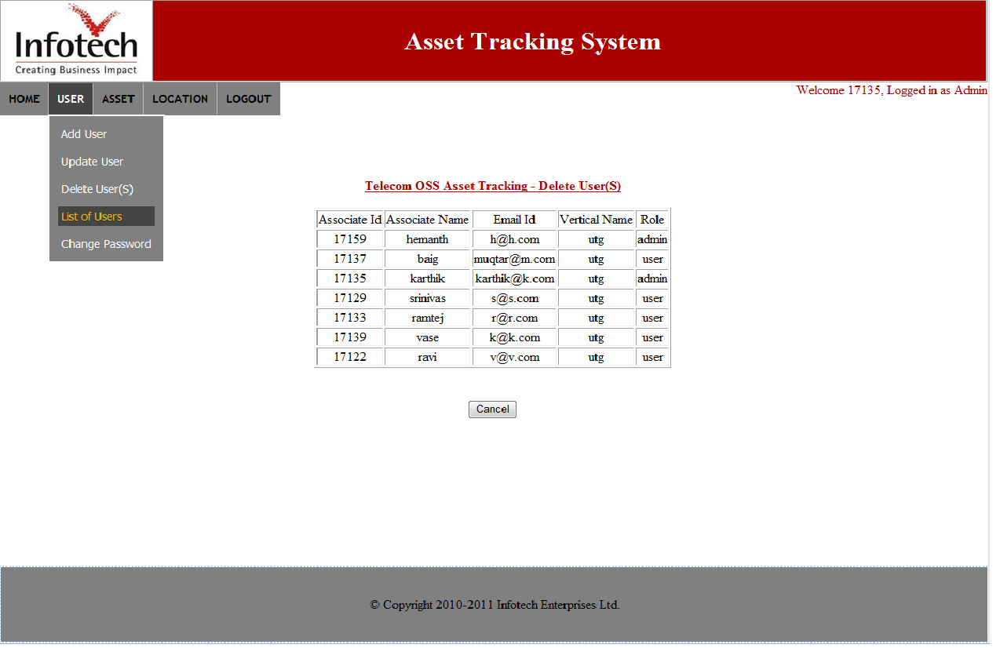 Infotech
Creating Business Impact
Asset Tracking System
HOME USER ASSET LOCATION LOGOUT
Welcome 17135, Logged in as Admin
Add User
Update User
Delete User(S)
List of Users
Change Password
Telecom OSS Asset Tracking - Delete User(S)
Associate Id Associate Name Email Id Vertical Name Role
17159 hemanth h@h.com utg admin
17137 baig muqtar@m.com utg user
17135 karthik karthik@k.com utg admin
17129 srinivas s@s.com utg user
17133 ramtej r@r.com utg user
17139 vase k@k.com utg user
17122 ravi v@v.com utg user
Cancel
© Copyright 2010-2011 Infotech Enterprises Ltd.